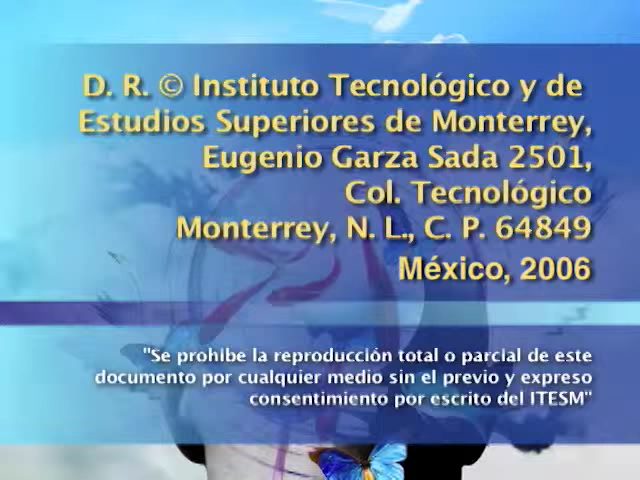 D. R. © Instituto Tecnológico y de
Estudios Superiores de Monterrey,
Eugenio Garza Sada 2501,
Col. Tecnológico
Monterrey, N. L., C. P. 64849
México, 2006
"Se prohibe la reproducción total o parcial de este
documento por cualquier medio sin el previo y expreso
consentimiento por escrito del ITESM"